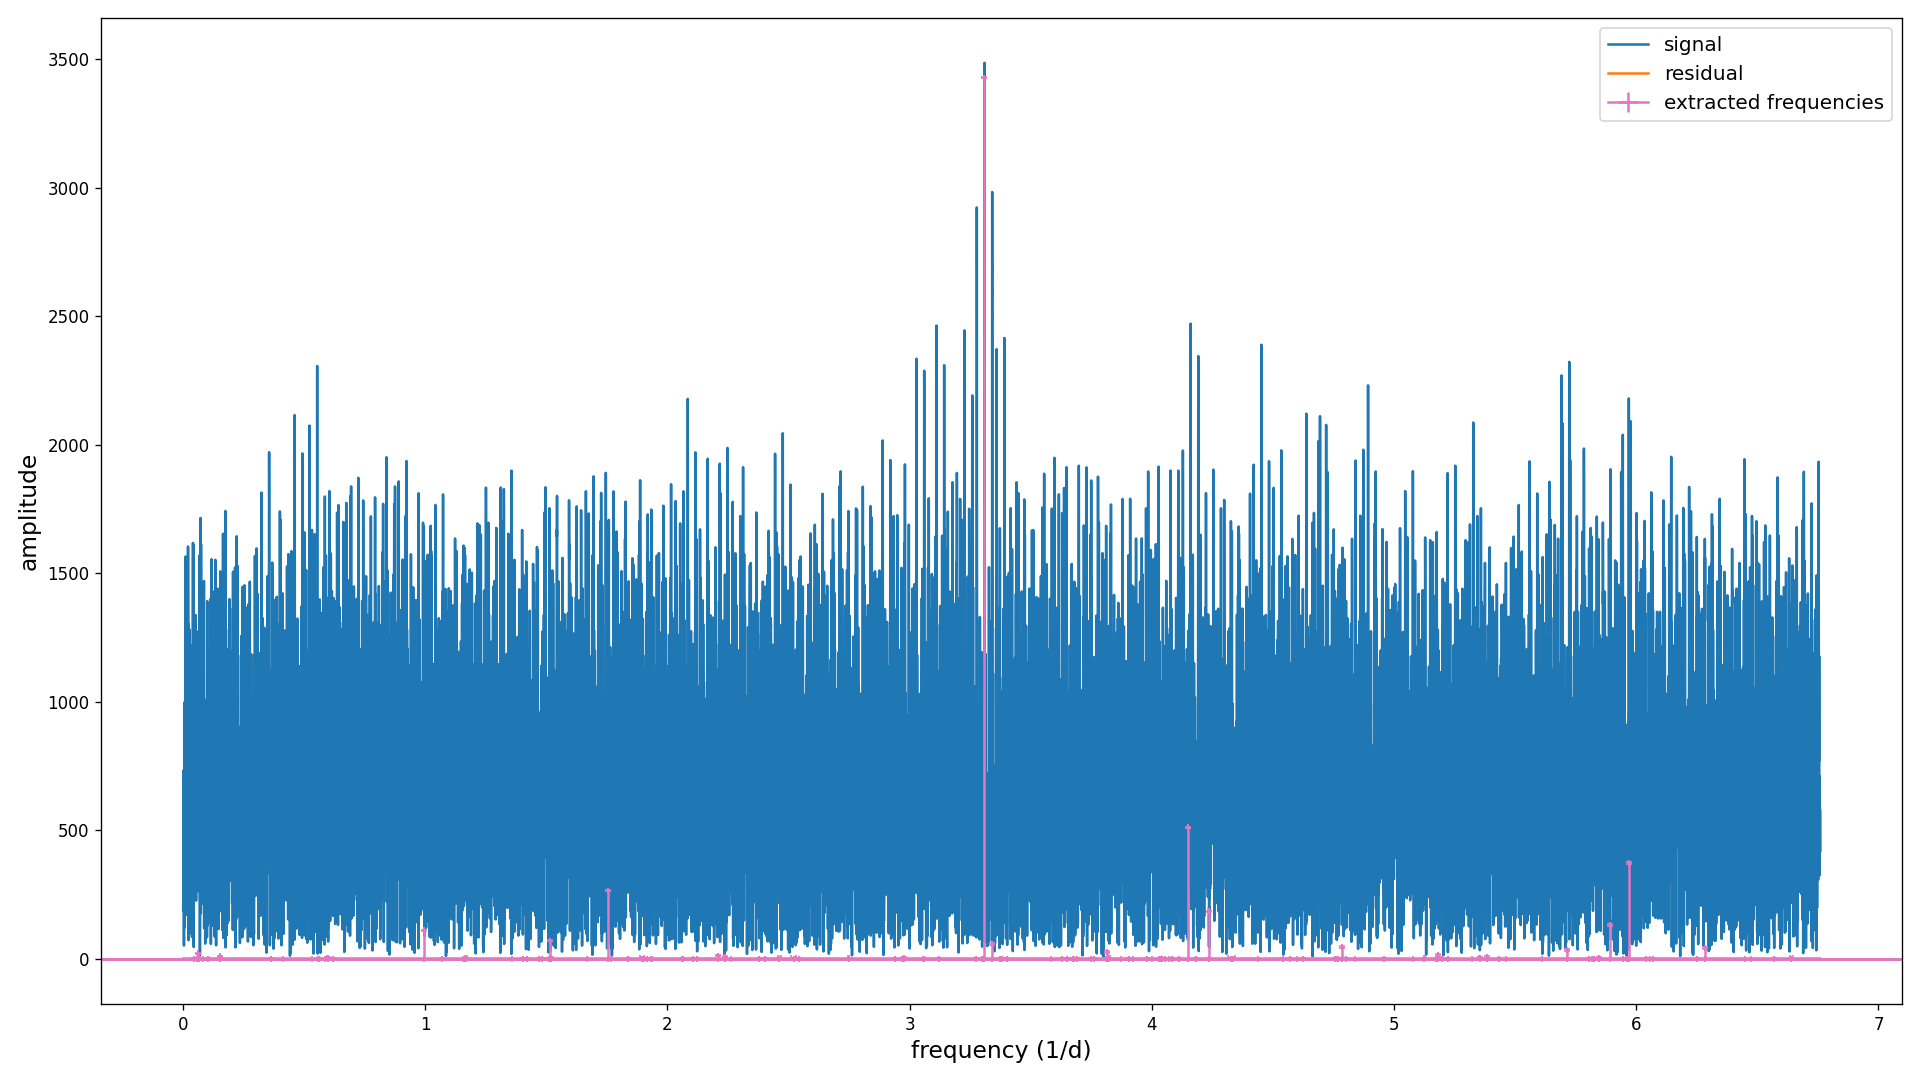 signal
residual
extracted frequencies
3500
3000
2500
2000
1500
1000
500
0
amplitude
0 1 2 3 4 5 6 7
frequency (1/d)